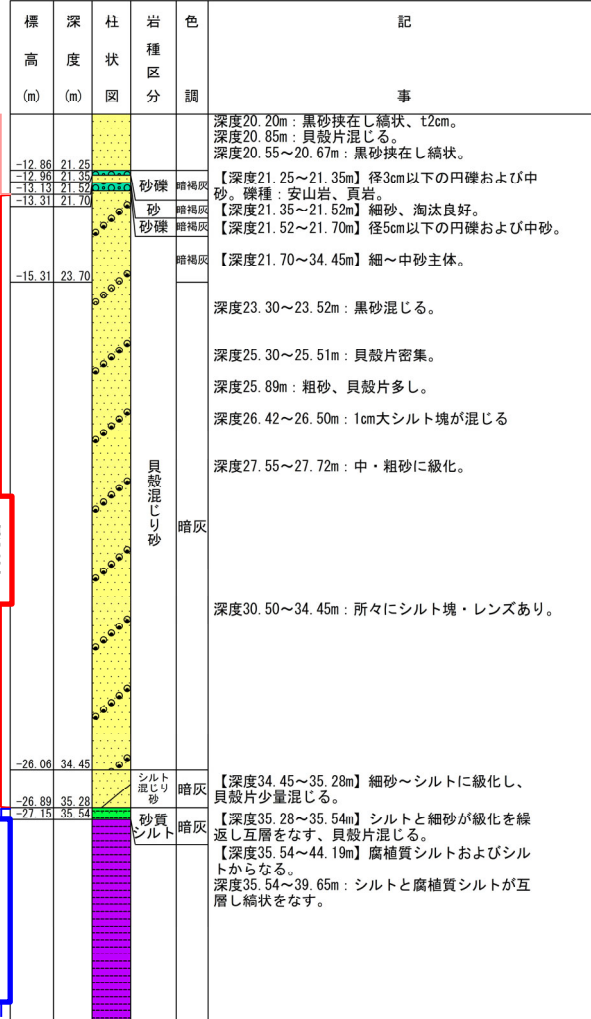 標高(m)
深度(m)
柱状図
岩種区分
色調
記事
深度20.20m：黒砂挟在し縞状、t2cm。
深度20.85m：貝殻片混じる。
深度20.55～20.67m：黒砂挟在し縞状。
-12.86 21.25
-12.96 21.35
-13.13 21.52
-13.31 21.70
砂礫 暗褐灰
【深度21.25～21.35m】径3cm以下の円礫および中
砂。礫種：安山岩、頁岩。
砂 暗褐灰
【深度21.35～21.52m】細砂、淘汰良好。
砂礫 暗褐灰
【深度21.52～21.70m】径5cm以下の円礫および中砂。
暗褐灰
【深度21.70～34.45m】細～中砂主体。
-15.31 23.70
深度23.30～23.52m：黒砂混じる。
深度25.30～25.51m：貝殻片密集。
深度25.89m：粗砂、貝殻片多し。
深度26.42～26.50m：1cm大シルト塊が混じる
深度27.55～27.72m：中・粗砂に級化。
貝殻混じり砂
暗灰
深度30.50～34.45m：所々にシルト塊・レンズあり。
-26.06 34.45
シルト
混じり
砂
暗灰
【深度34.45～35.28m】細砂～シルトに級化し、
貝殻片少量混じる。
-26.89 35.28
-27.15 35.54
砂質
シルト
暗灰
【深度35.28～35.54m】シルトと細砂が級化を繰
返し互層をなす、貝殻片混じる。
【深度35.54～44.19m】腐植質シルトおよびシル
トからなる。
深度35.54～39.65m：シルトと腐植質シルトが互
層し縞状をなす。